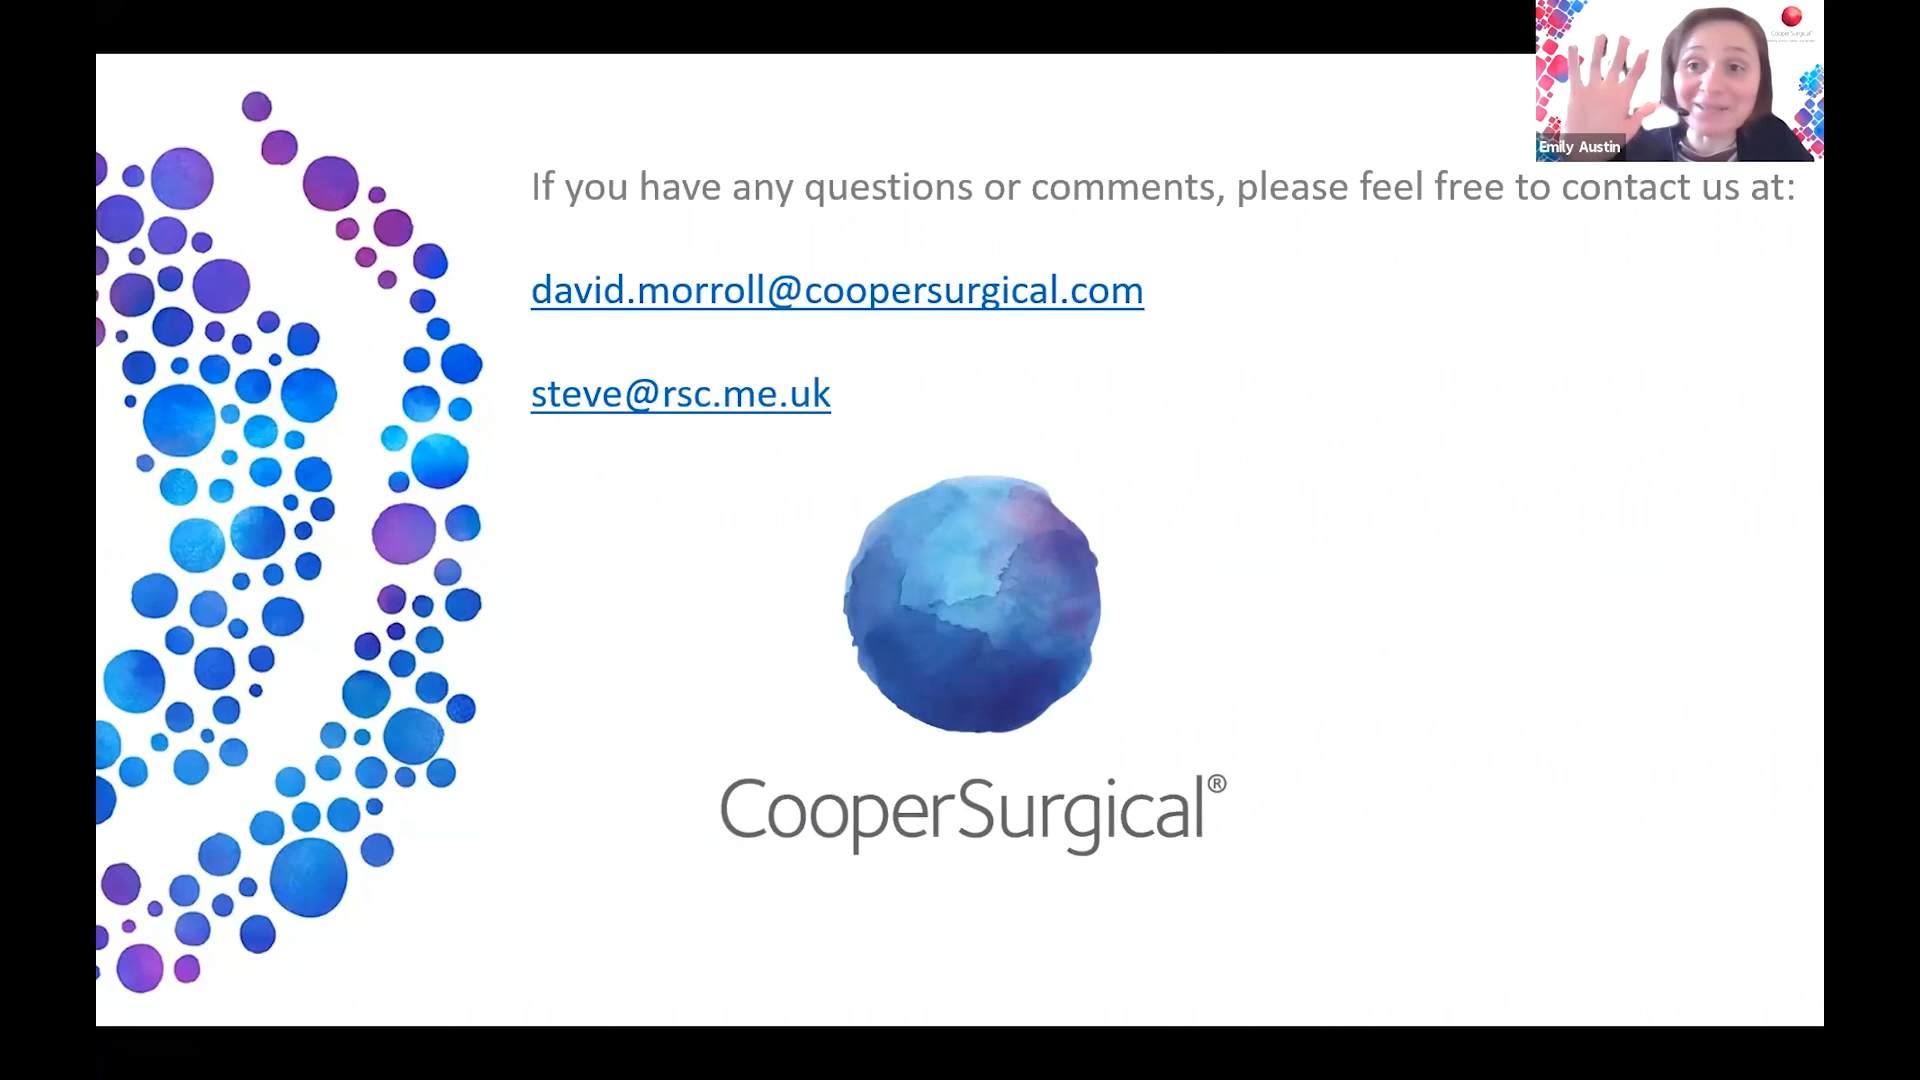 CooperSurgical
Emily Austin
If you have any questions or comments, please feel free to contact us at:
david.morroll@coopersurgical.com
steve@rsc.me.uk
CooperSurgical®